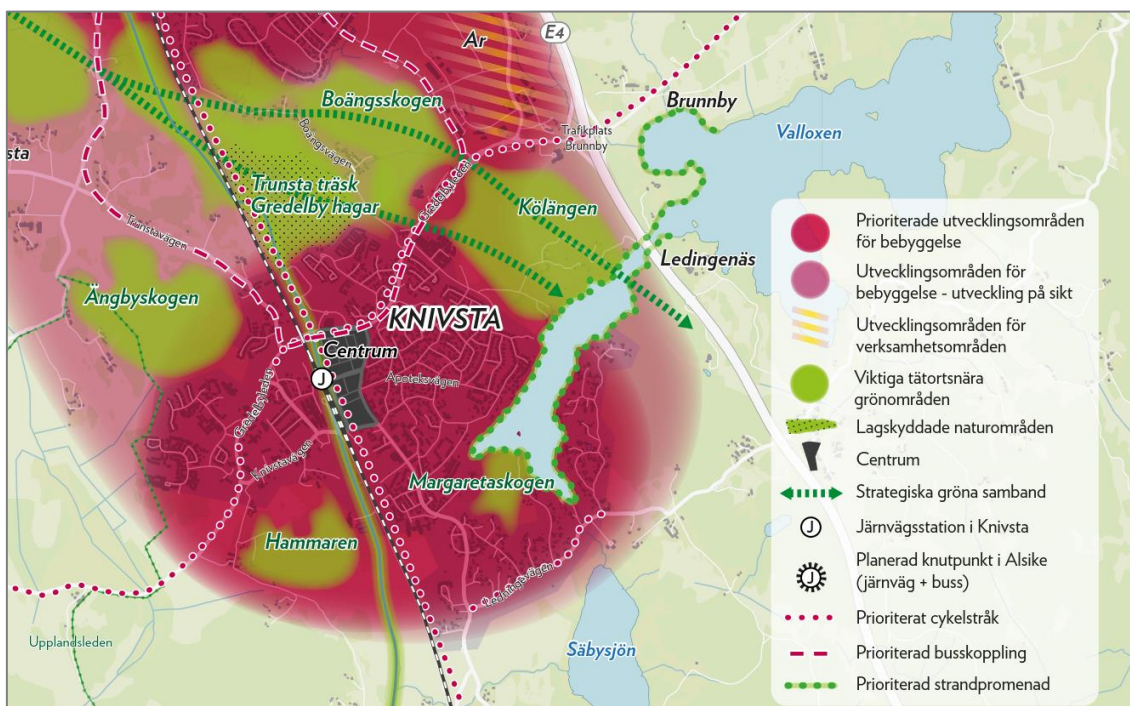 E4
Ar
Brunnby
Boängsskogen
Valloxen
Trafikplats
Brunnby
Boängsvägen
sta
Gredelbyleden
Trunsta träsk
Gredelby hagar
Kölängen
Trunstavägen
Ledingenäs
Ängbyskogen
KNIVSTA
Centrum
J
Apoteksvägen
Gredelbyleden
Knivstavägen
Margaretaskogen
Hammaren
Ledningsvägen
Upplandsleden
Säbysjön
Prioriterade utvecklingsområden
för bebyggelse
Utvecklingsområden för
bebyggelse - utveckling på sikt
Utvecklingsområden för
verksamhetsområden
Viktiga tätortsnära
grönområden
Lagskyddade naturområden
Centrum
Strategiska gröna samband
J
Järnvägsstation i Knivsta
J
Planerad knutpunkt i Alsike
(järnväg + buss)
Prioriterat cykelstråk
Prioriterad busskoppling
Prioriterad strandpromenad